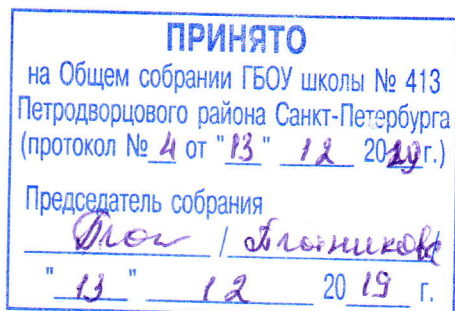 ПРИНЯТО
на Общем собрании ГБОУ школы № 413
Петродворцового района Санкт-Петербурга
(протокол № 4 от "13" 12 2019г.)
Председатель собрания
/ Плотникова
"13" 12 2019 г.